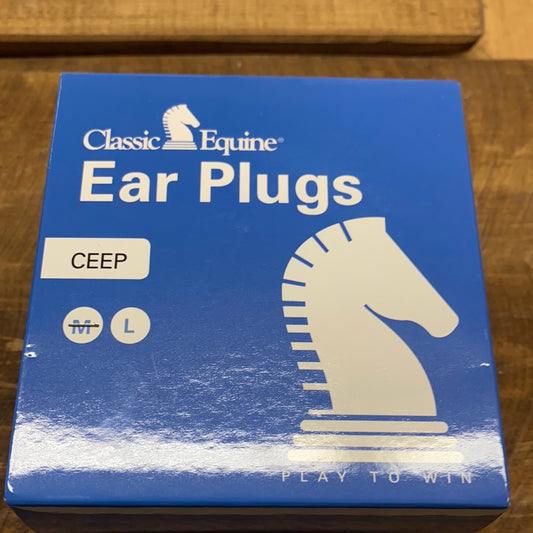 Classic Equine®
Ear Plugs
CEEP
M L
PLAY TO WIN